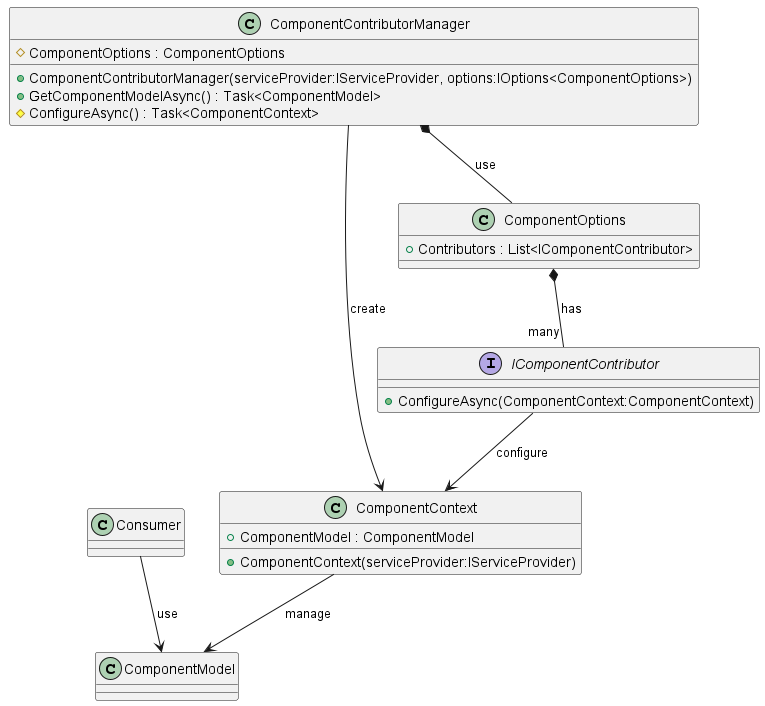 C ComponentContributorManager
ComponentOptions : ComponentOptions
ComponentContributorManager(serviceProvider:IServiceProvider, options:IOptions<ComponentOptions>)
GetComponentModelAsync() : Task<ComponentModel>
ConfigureAsync() : Task<ComponentContext>
use
C ComponentOptions
Contributors : List<IComponentContributor>
create
has
many
I IComponentContributor
ConfigureAsync(ComponentContext:ComponentContext)
configure
C ComponentContext
ComponentModel : ComponentModel
ComponentContext(serviceProvider:IServiceProvider)
C Consumer
use
manage
C ComponentModel